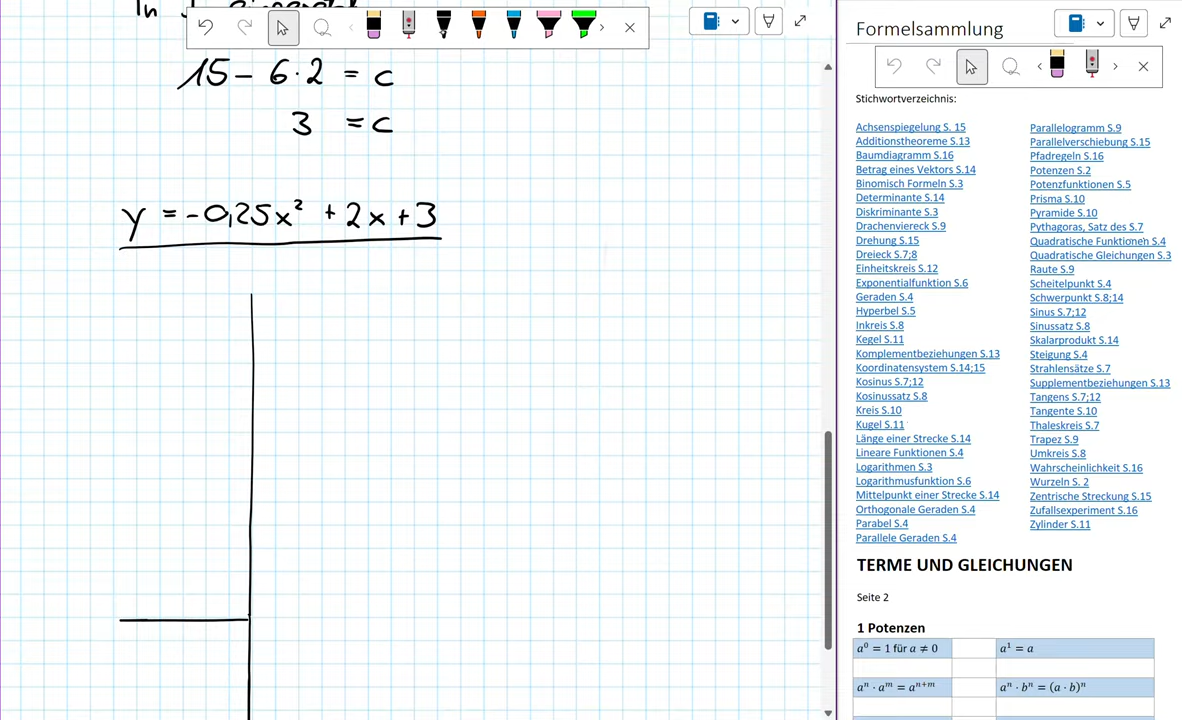 15 - 6·2 = c
3 = c
y = -0,25x² + 2x + 3
Formelsammlung
Stichwortverzeichnis:
Achsenspiegelung S. 15
Additionstheoreme S.13
Baumdiagramm S.16
Betrag eines Vektors S.14
Binomisch Formeln S.3
Determinante S.14
Diskriminante S.3
Drachenviereck S.9
Drehung S.15
Dreieck S.7;8
Einheitskreis S.12
Exponentialfunktion S.6
Geraden S.4
Hyperbel S.5
Inkreis S.8
Kegel S.11
Komplementbeziehungen S.13
Koordinatensystem S.14;15
Kosinus S.7;12
Kosinussatz S.8
Kreis S.10
Kugel S.11
Länge einer Strecke S.14
Lineare Funktionen S.4
Logarithmen S.3
Logarithmusfunktion S.6
Mittelpunkt einer Strecke S.14
Orthogonale Geraden S.4
Parabel S.4
Parallele Geraden S.4
Parallelogramm S.9
Parallelverschiebung S.15
Pfadregeln S.16
Potenzen S.2
Potenzfunktionen S.5
Prisma S.10
Pyramide S.10
Pythagoras, Satz des S.7
Quadratische Funktionen S.4
Quadratische Gleichungen S.3
Raute S.9
Scheitelpunkt S.4
Schwerpunkt S.8;14
Sinus S.7;12
Sinussatz S.8
Skalarprodukt S.14
Steigung S.4
Strahlensätze S.7
Supplementbeziehungen S.13
Tangens S.7;12
Tangente S.10
Thaleskreis S.7
Trapez S.9
Umkreis S.8
Wahrscheinlichkeit S.16
Wurzeln S. 2
Zentrische Streckung S.15
Zufallsexperiment S.16
Zylinder S.11
TERME UND GLEICHUNGEN
Seite 2
1 Potenzen
a⁰ = 1 für a ≠ 0
a¹ = a
aⁿ · aᵐ = aⁿ⁺ᵐ
aⁿ · bⁿ = (a · b)ⁿ